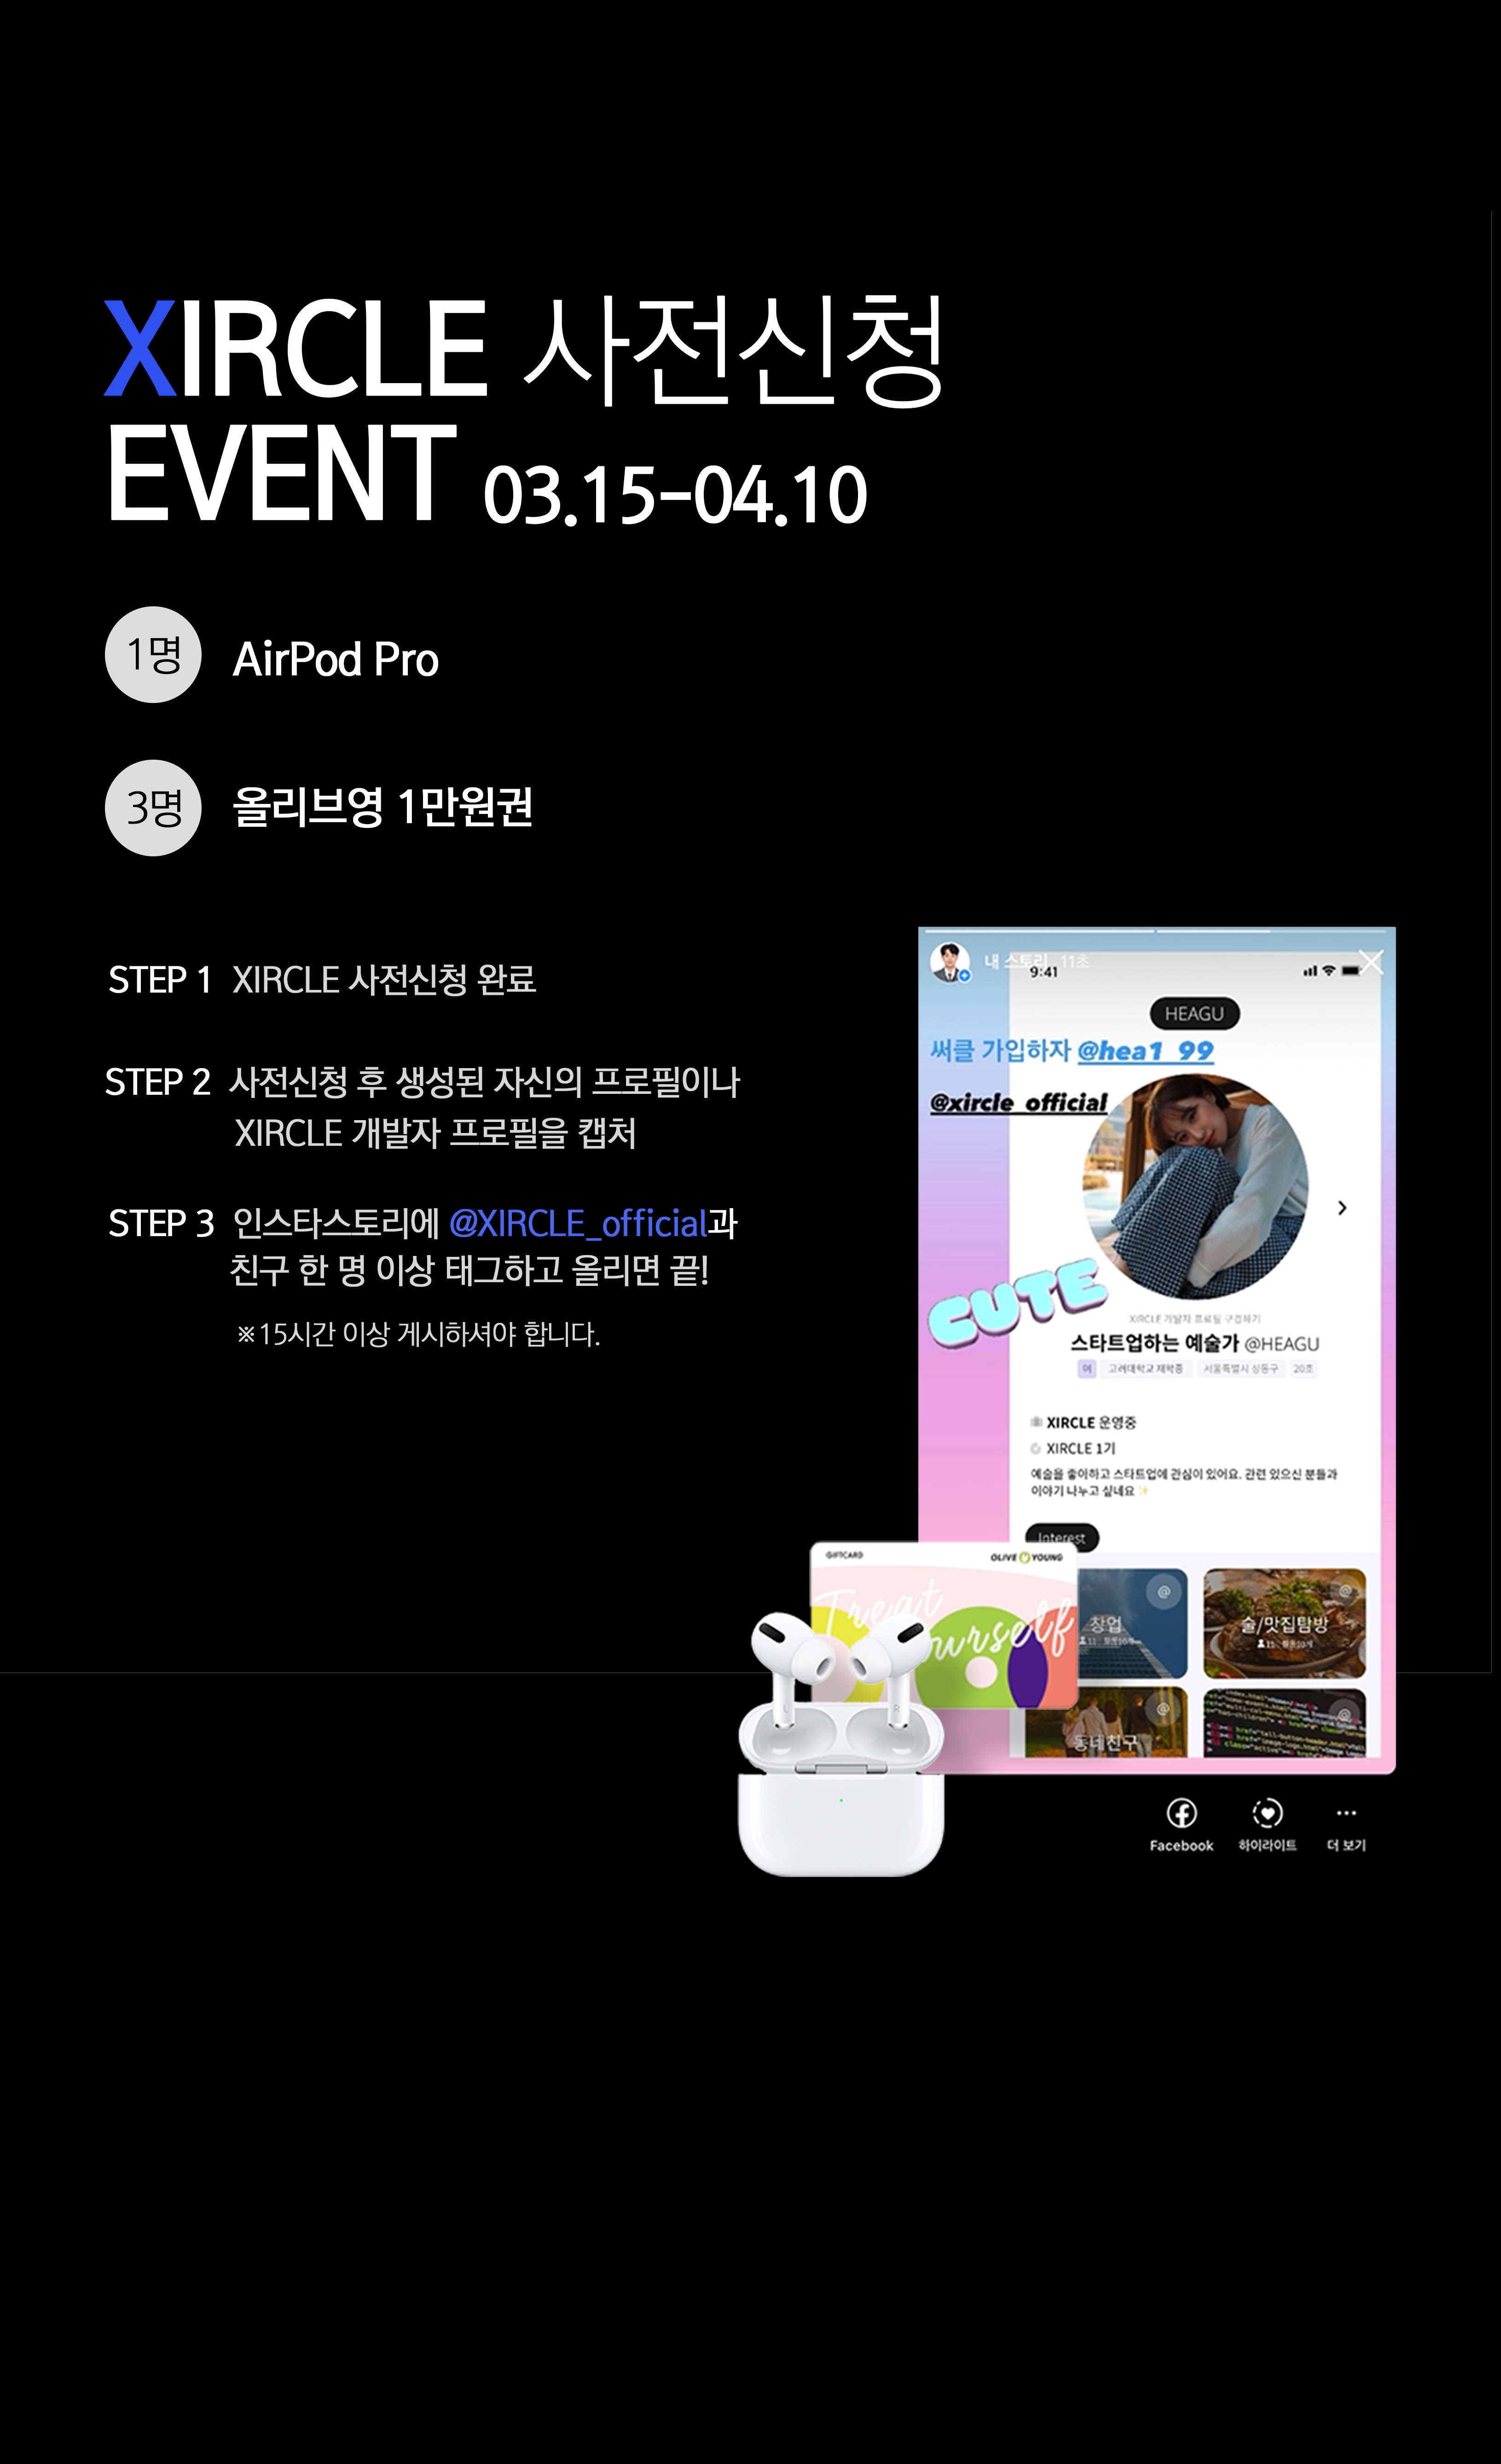 XIRCLE 사전신청
EVENT 03.15-04.10
1명 AirPod Pro
3명 올리브영 1만원권
STEP 1 XIRCLE 사전신청 완료
STEP 2 사전신청 후 생성된 자신의 프로필이나
XIRCLE 개발자 프로필을 캡처
STEP 3 인스타스토리에 @XIRCLE_official과
친구 한 명 이상 태그하고 올리면 끝!
※15시간 이상 게시하셔야 합니다.
내 스토리 11초
9:41
HEAGU
써클 가입하자 @hea1_99
@xircle_official
CUTE
XIRCLE 개발자 프로필 구경하기
스타트업하는 예술가 @HEAGU
여 고려대학교 재학중 서울특별시 성동구 20초
XIRCLE 운영중
XIRCLE 1기
예술을 좋아하고 스타트업에 관심이 있어요. 관련 있으신 분들과
이야기 나누고 싶네요
Interest
GIFTCARD OLIVE YOUNG
Treat
ourself
창업
술/맛집탐방
동네친구
L R
Facebook 하이라이트 더 보기